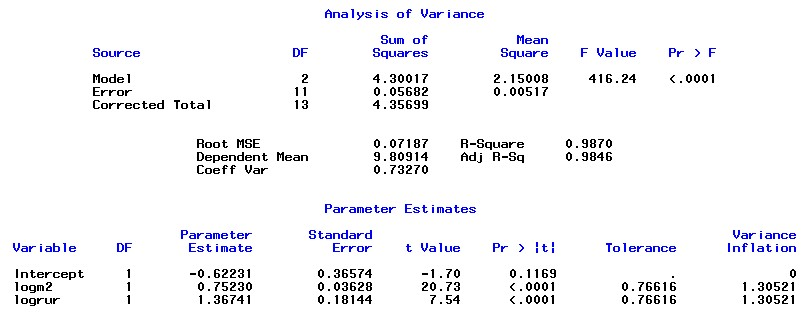 Analysis of Variance
Sum of Mean
Source DF Squares Square F Value Pr > F
Model 2 4.30017 2.15008 416.24 <.0001
Error 11 0.05682 0.00517
Corrected Total 13 4.35699
Root MSE 0.07187 R-Square 0.9870
Dependent Mean 9.80914 Adj R-Sq 0.9846
Coeff Var 0.73270
Parameter Estimates
Parameter Standard Variance
Variable DF Estimate Error t Value Pr > |t| Tolerance Inflation
Intercept 1 -0.62231 0.36574 -1.70 0.1169 . 0
logm2 1 0.75230 0.03628 20.73 <.0001 0.76616 1.30521
logrur 1 1.36741 0.18144 7.54 <.0001 0.76616 1.30521